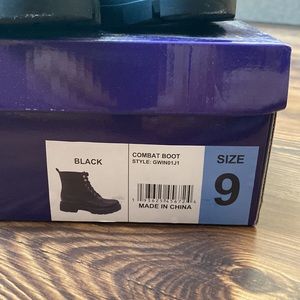 BLACK
COMBAT BOOT
STYLE: GWIN01J1
MADE IN CHINA
SIZE
9